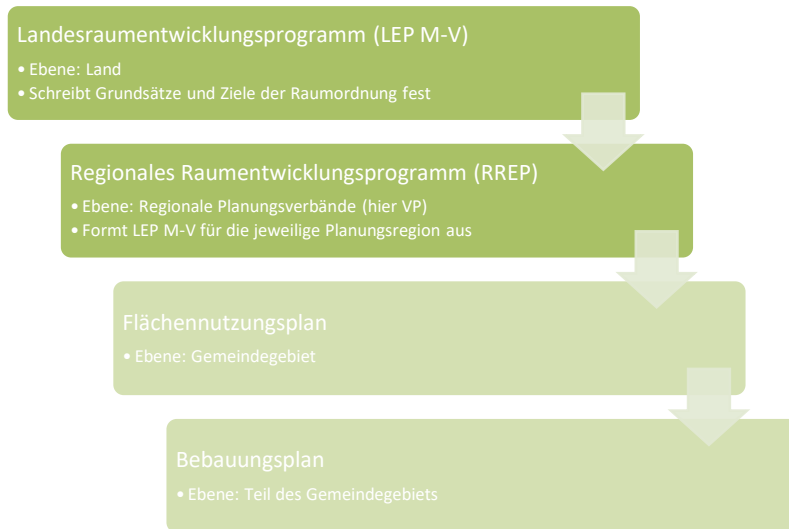 Landesraumentwicklungsprogramm (LEP M-V)
• Ebene: Land
• Schreibt Grundsätze und Ziele der Raumordnung fest
Regionales Raumentwicklungsprogramm (RREP)
• Ebene: Regionale Planungsverbände (hier VP)
• Formt LEP M-V für die jeweilige Planungsregion aus
Flächennutzungsplan
• Ebene: Gemeindegebiet
Bebauungsplan
• Ebene: Teil des Gemeindegebiets